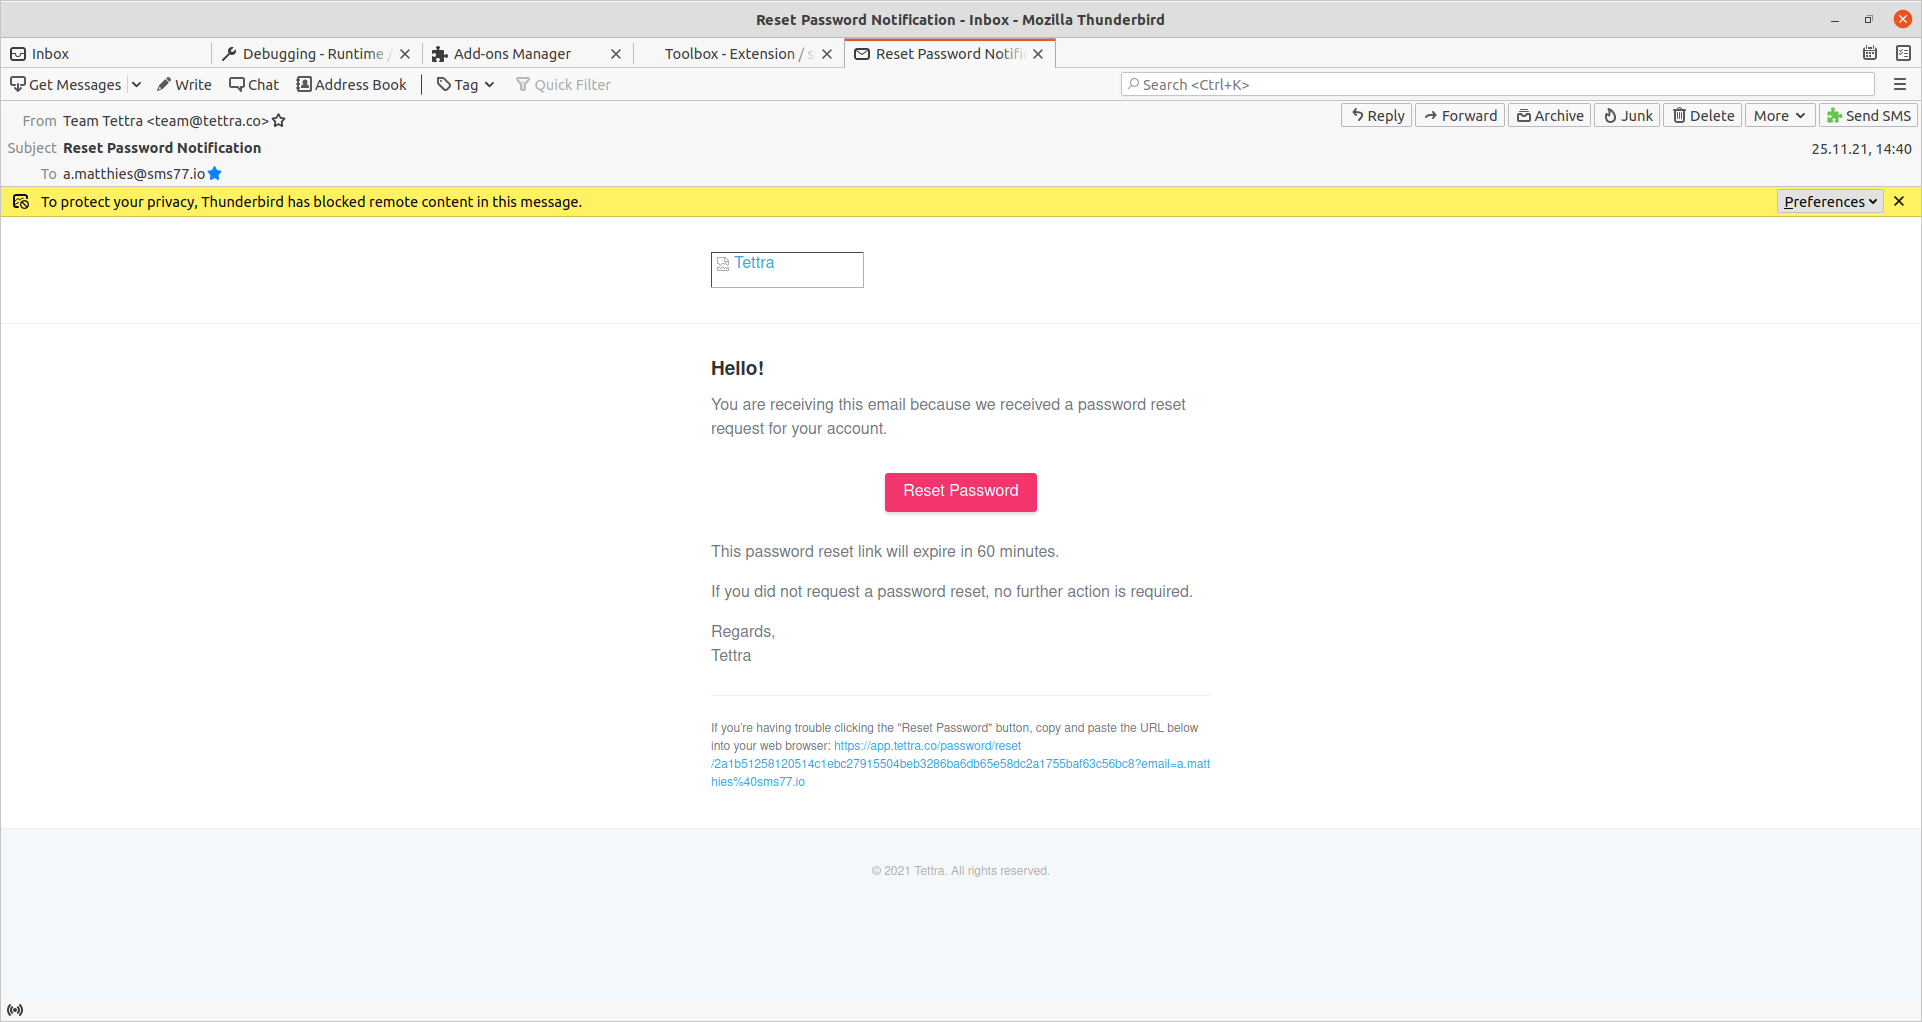 Reset Password Notification - Inbox - Mozilla Thunderbird
Inbox
Debugging - Runtime /
Add-ons Manager
Toolbox - Extension / s
Reset Password Notifi
Get Messages
Write
Chat
Address Book
Tag
Quick Filter
Search <Ctrl+K>
From Team Tettra <team@tettra.co>
Reply
Forward
Archive
Junk
Delete
More
Send SMS
Subject Reset Password Notification
25.11.21, 14:40
To a.matthies@sms77.io
To protect your privacy, Thunderbird has blocked remote content in this message.
Preferences
Tettra
Hello!
You are receiving this email because we received a password reset
request for your account.
Reset Password
This password reset link will expire in 60 minutes.
If you did not request a password reset, no further action is required.
Regards,
Tettra
If you're having trouble clicking the "Reset Password" button, copy and paste the URL below
into your web browser: https://app.tettra.co/password/reset
/2a1b51258120514c1ebc27915504beb3286ba6db65e58dc2a1755baf63c56bc8?email=a.matt
hies%40sms77.io
© 2021 Tettra. All rights reserved.